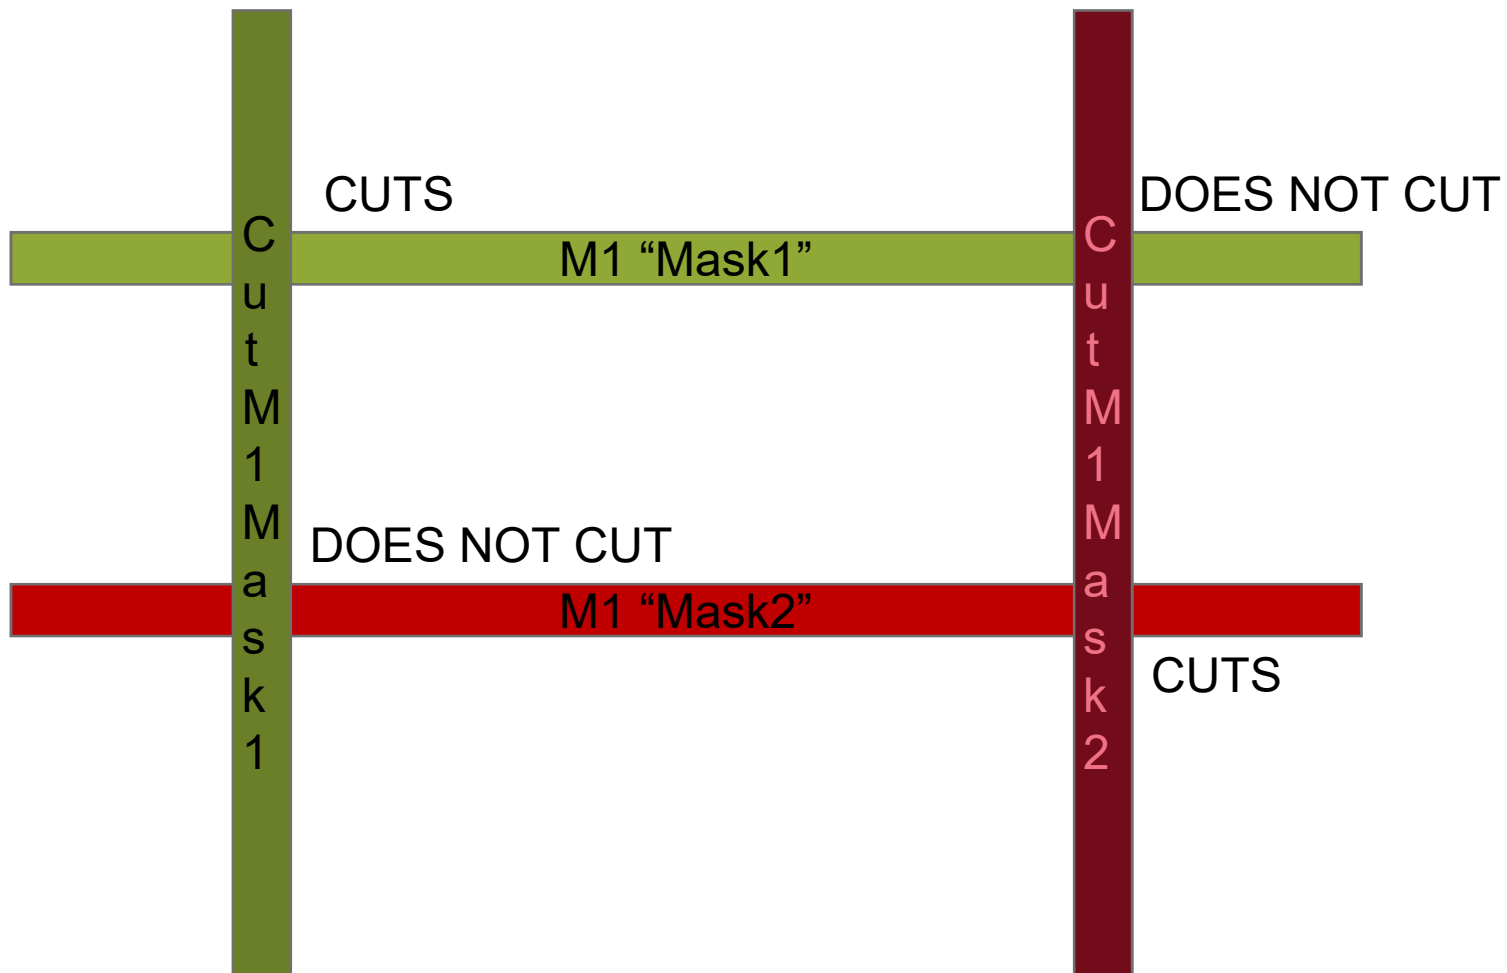 CUTS
DOES NOT CUT
M1 “Mask1”
CutM1Mask1
CutM1Mask2
DOES NOT CUT
M1 “Mask2”
CUTS